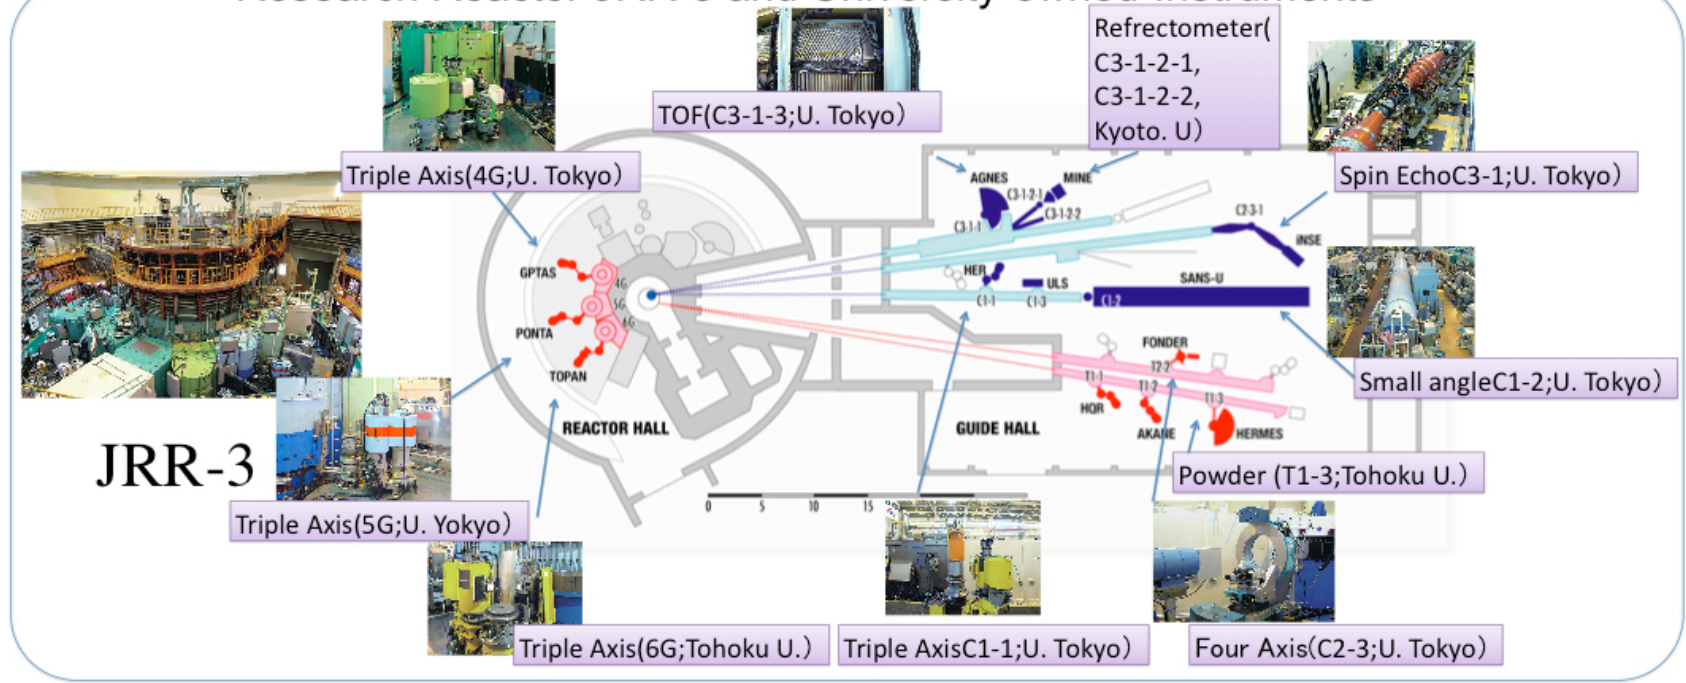 Refrectometer(
C3-1-2-1,
C3-1-2-2,
Kyoto. U）
TOF(C3-1-3;U. Tokyo）
Triple Axis(4G;U. Tokyo）
Spin EchoC3-1;U. Tokyo）
AGNES
MINE
C3-1-2-1
C3-1-2-2
C3-1-1
C2-3-1
iNSE
GPTAS
4G
HER
ULS
SANS-U
5G
C1-1
C1-3
C1-2
6G
PONTA
FONDER
TOPAN
T2-2
T1-1
T1-2
T1-3
Small angleC1-2;U. Tokyo）
HQR
AKANE
HERMES
REACTOR HALL
GUIDE HALL
JRR-3
Powder (T1-3;Tohoku U.）
0 5 10 15
Triple Axis(5G;U. Yokyo）
Triple Axis(6G;Tohoku U.）
Triple AxisC1-1;U. Tokyo）
Four Axis(C2-3;U. Tokyo）